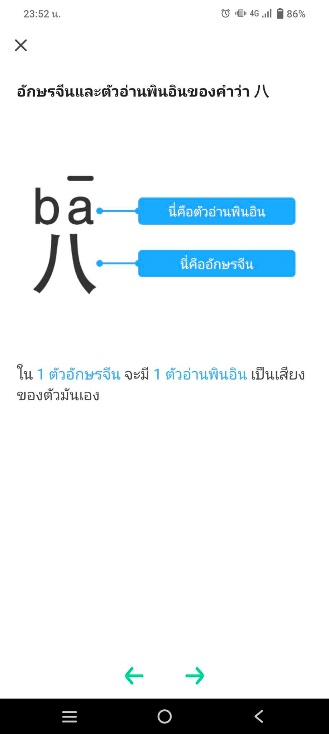 23:52 น.
4G
86%
อักษรจีนและตัวอ่านพินอินของคำว่า 八
bā
นี่คือตัวอ่านพินอิน
八
นี่คืออักษรจีน
ใน 1 ตัวอักษรจีน จะมี 1 ตัวอ่านพินอิน เป็นเสียง
ของตัวมันเอง